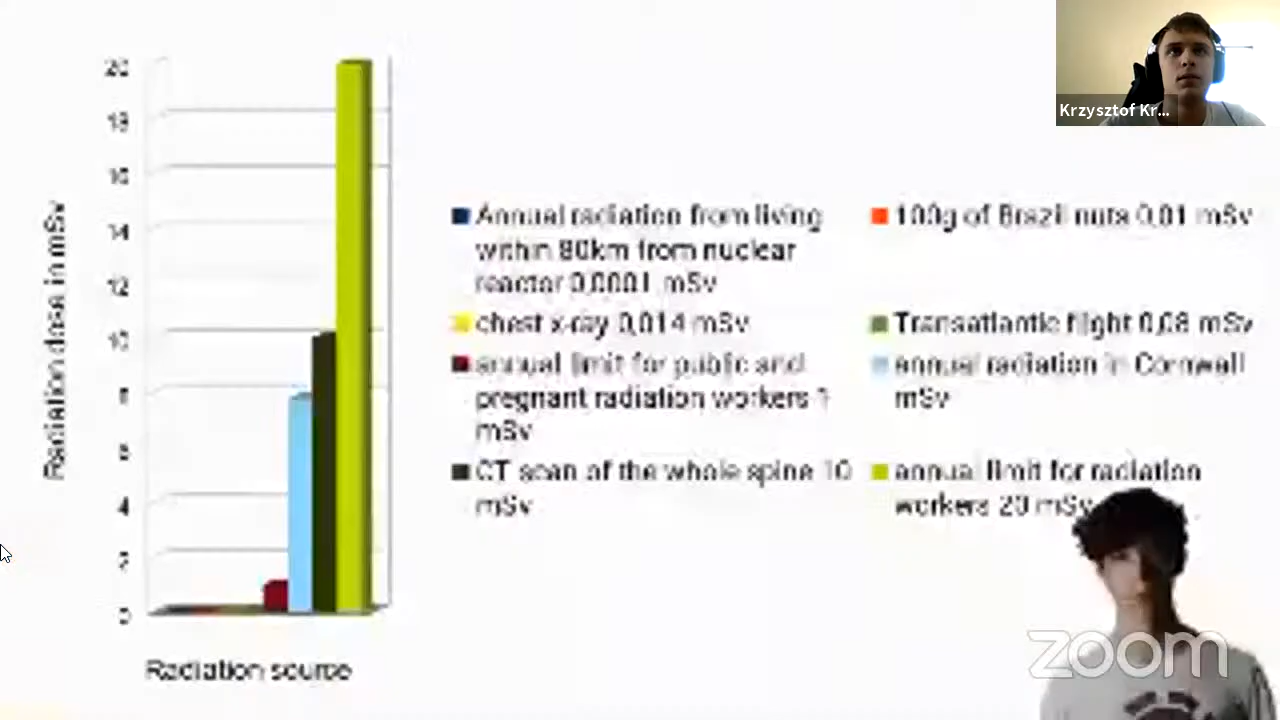 20
18
16
14
12
10
8
6
4
2
0
Radiation dose in mSv
Radiation source
Annual radiation from living
within 80km from nuclear
reactor 0,0001 mSv
100g of Brazil nuts 0,01 mSv
chest x-ray 0,014 mSv
Transatlantic flight 0,08 mSv
annual limit for public and
pregnant radiation workers 1
mSv
annual radiation in Cornwall
mSv
CT scan of the whole spine 10
mSv
annual limit for radiation
workers 20 mSv
Krzysztof Kr...
zoom